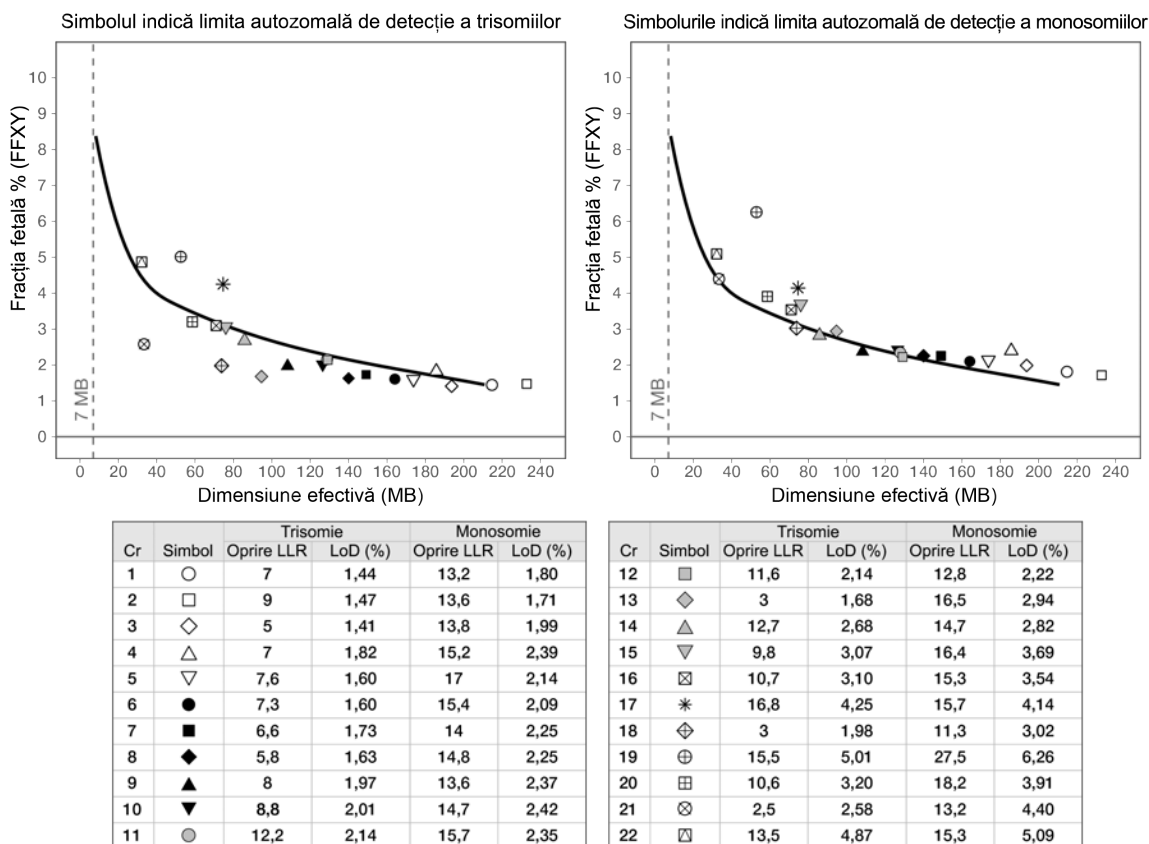 Simbolul indică limita autozomală de detecție a trisomiilor
Fracția fetală % (FFXY)
10
9
8
7
6
5
4
3
2
1
0
7 MB
0 20 40 60 80 100 120 140 160 180 200 220 240
Dimensiune efectivă (MB)
Simbolurile indică limita autozomală de detecție a monosomiilor
Fracția fetală % (FFXY)
10
9
8
7
6
5
4
3
2
1
0
7 MB
0 20 40 60 80 100 120 140 160 180 200 220 240
Dimensiune efectivă (MB)
Trisomie Monosomie
Cr Simbol Oprire LLR LoD (%) Oprire LLR LoD (%)
1 7 1,44 13,2 1,80
2 9 1,47 13,6 1,71
3 5 1,41 13,8 1,99
4 7 1,82 15,2 2,39
5 7,6 1,60 17 2,14
6 7,3 1,60 15,4 2,09
7 6,6 1,73 14 2,25
8 5,8 1,63 14,8 2,25
9 8 1,97 13,6 2,37
10 8,8 2,01 14,7 2,42
11 12,2 2,14 15,7 2,35
Trisomie Monosomie
Cr Simbol Oprire LLR LoD (%) Oprire LLR LoD (%)
12 11,6 2,14 12,8 2,22
13 3 1,68 16,5 2,94
14 12,7 2,68 14,7 2,82
15 9,8 3,07 16,4 3,69
16 10,7 3,10 15,3 3,54
17 16,8 4,25 15,7 4,14
18 3 1,98 11,3 3,02
19 15,5 5,01 27,5 6,26
20 10,6 3,20 18,2 3,91
21 2,5 2,58 13,2 4,40
22 13,5 4,87 15,3 5,09